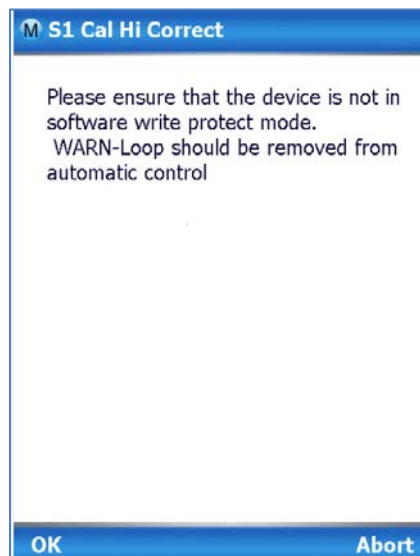 M S1 Cal Hi Correct
Please ensure that the device is not in
software write protect mode.
WARN-Loop should be removed from
automatic control
OK Abort